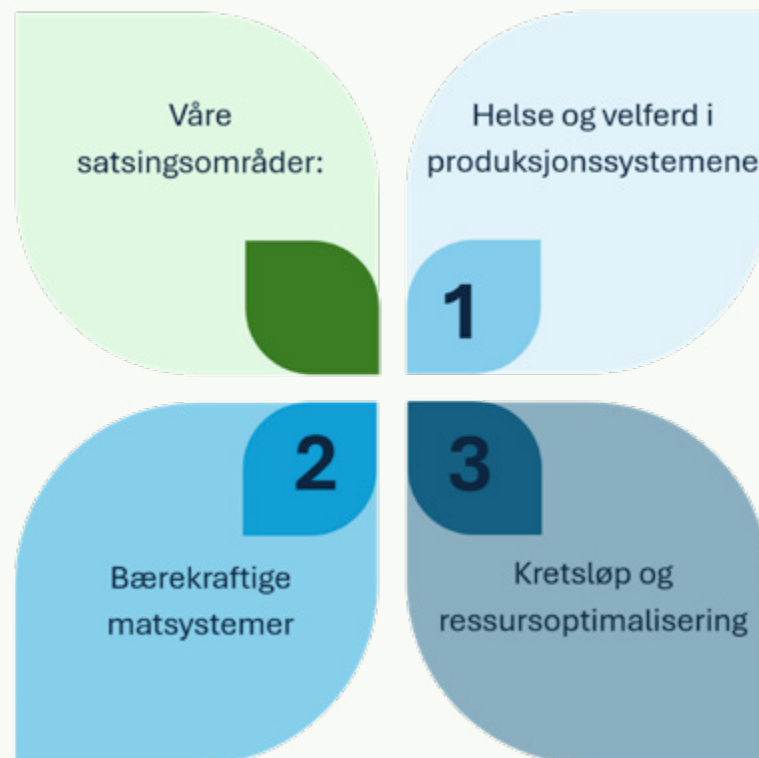 Våre
satsingsområder:
Helse og velferd i
produksjonssystemene
1
2
Bærekraftige
matsystemer
3
Kretsløp og
ressursoptimalisering